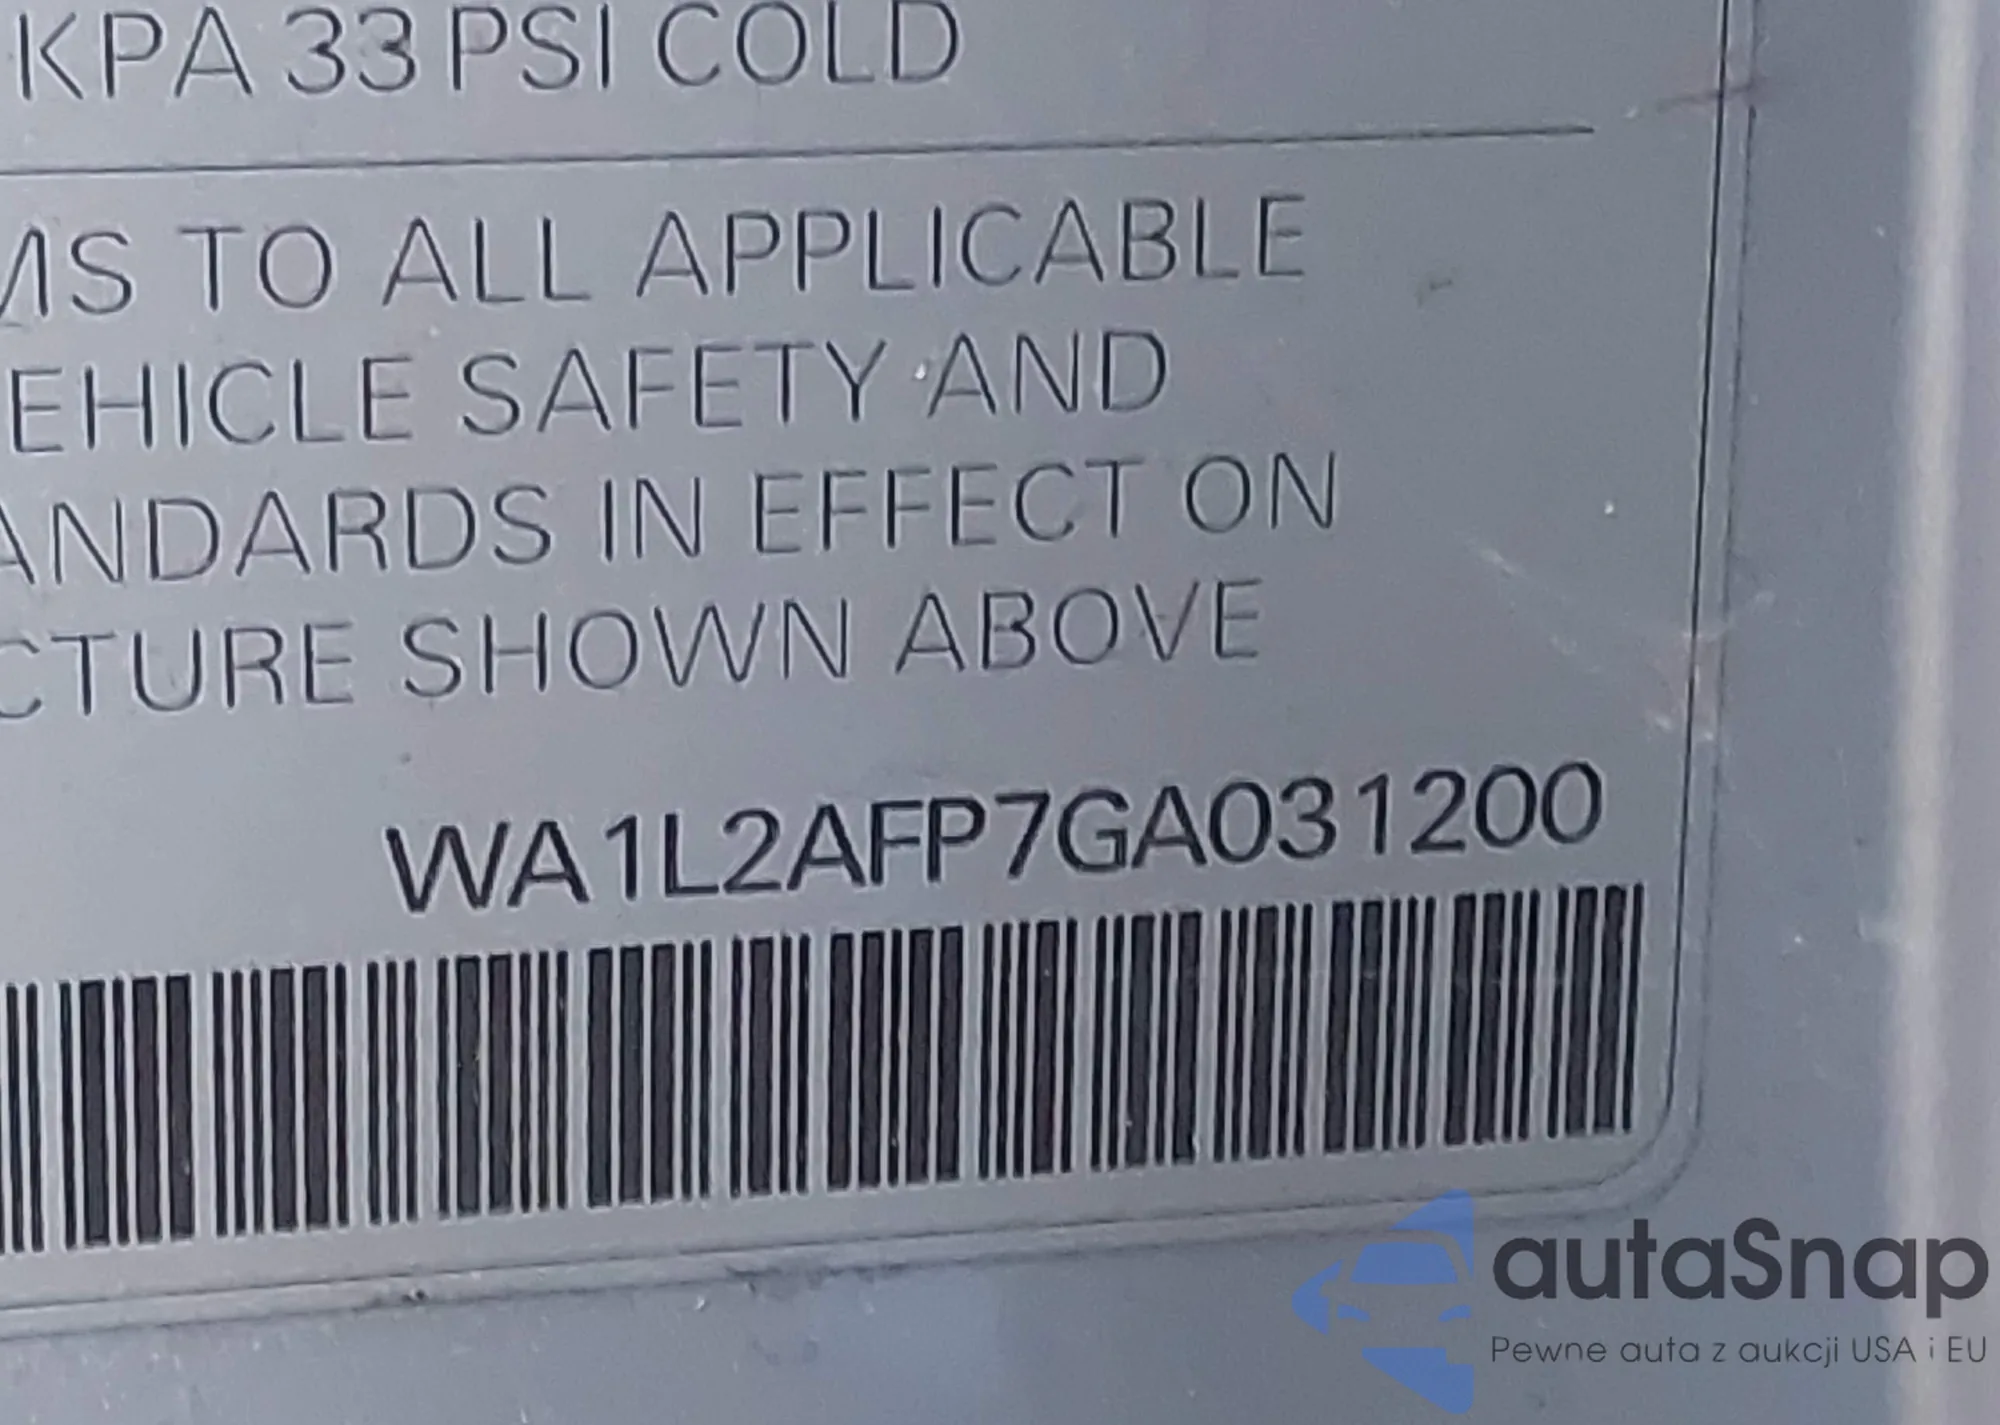 KPA 33 PSI COLD
MS TO ALL APPLICABLE
EHICLE SAFETY AND
ANDARDS IN EFFECT ON
CTURE SHOWN ABOVE
WA1L2AFP7GA031200
autaSnap
Pewne auta z aukcji USA i EU